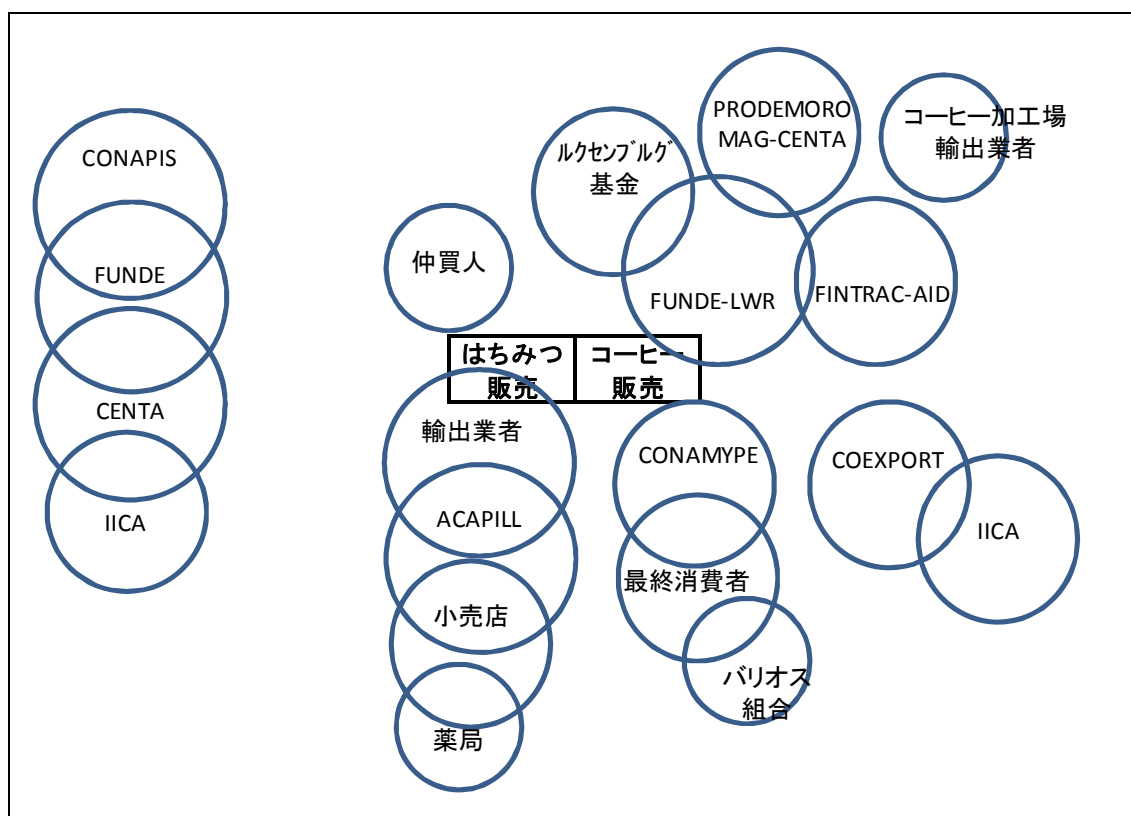 CONAPIS
FUNDE
CENTA
IICA
仲買人
ルクセンブルグ
基金
PRODEMORO
MAG-CENTA
コーヒー加工場
輸出業者
FUNDE-LWR
FINTRAC-AID
はちみつ
販売
コーヒー
販売
輸出業者
ACAPILL
小売店
薬局
CONAMYPE
最終消費者
バリオス
組合
COEXPORT
IICA